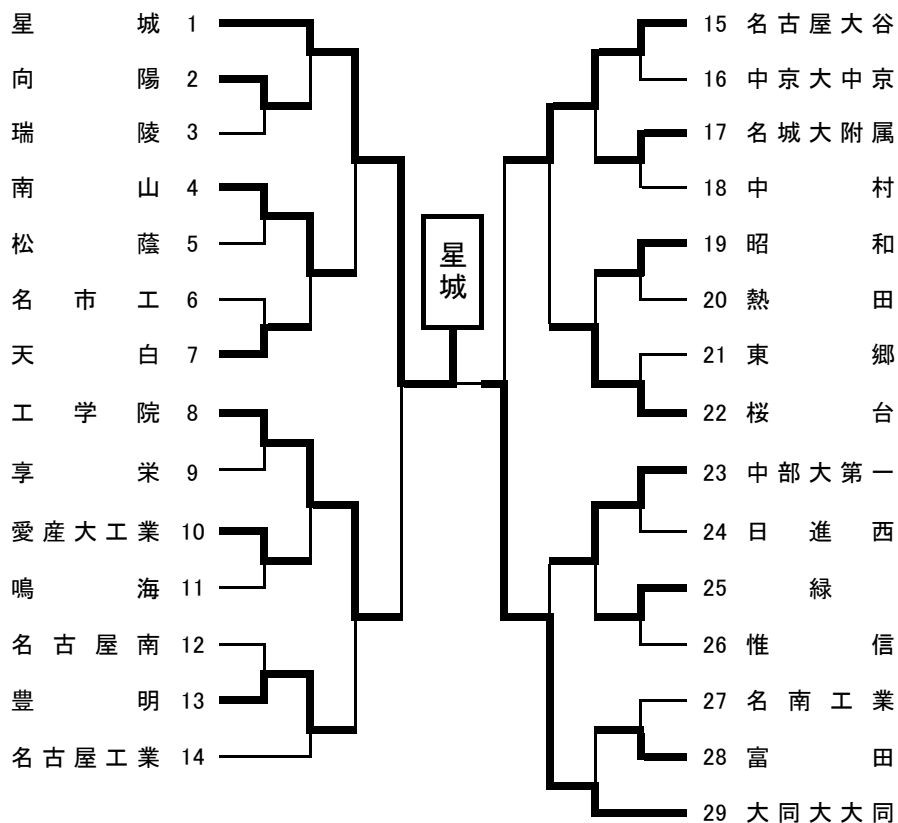 星城 1
向陽 2
瑞陵 3
南山 4
松蔭 5
名市工 6
天白 7
工学院 8
享栄 9
愛産大工業 10
鳴海 11
名古屋南 12
豊明 13
名古屋工業 14
星城
15 名古屋大谷
16 中京大中京
17 名城大附属
18 中村
19 昭和
20 熱田
21 東郷
22 桜台
23 中部大第一
24 日進西
25 緑
26 惟信
27 名南工業
28 富田
29 大同大大同